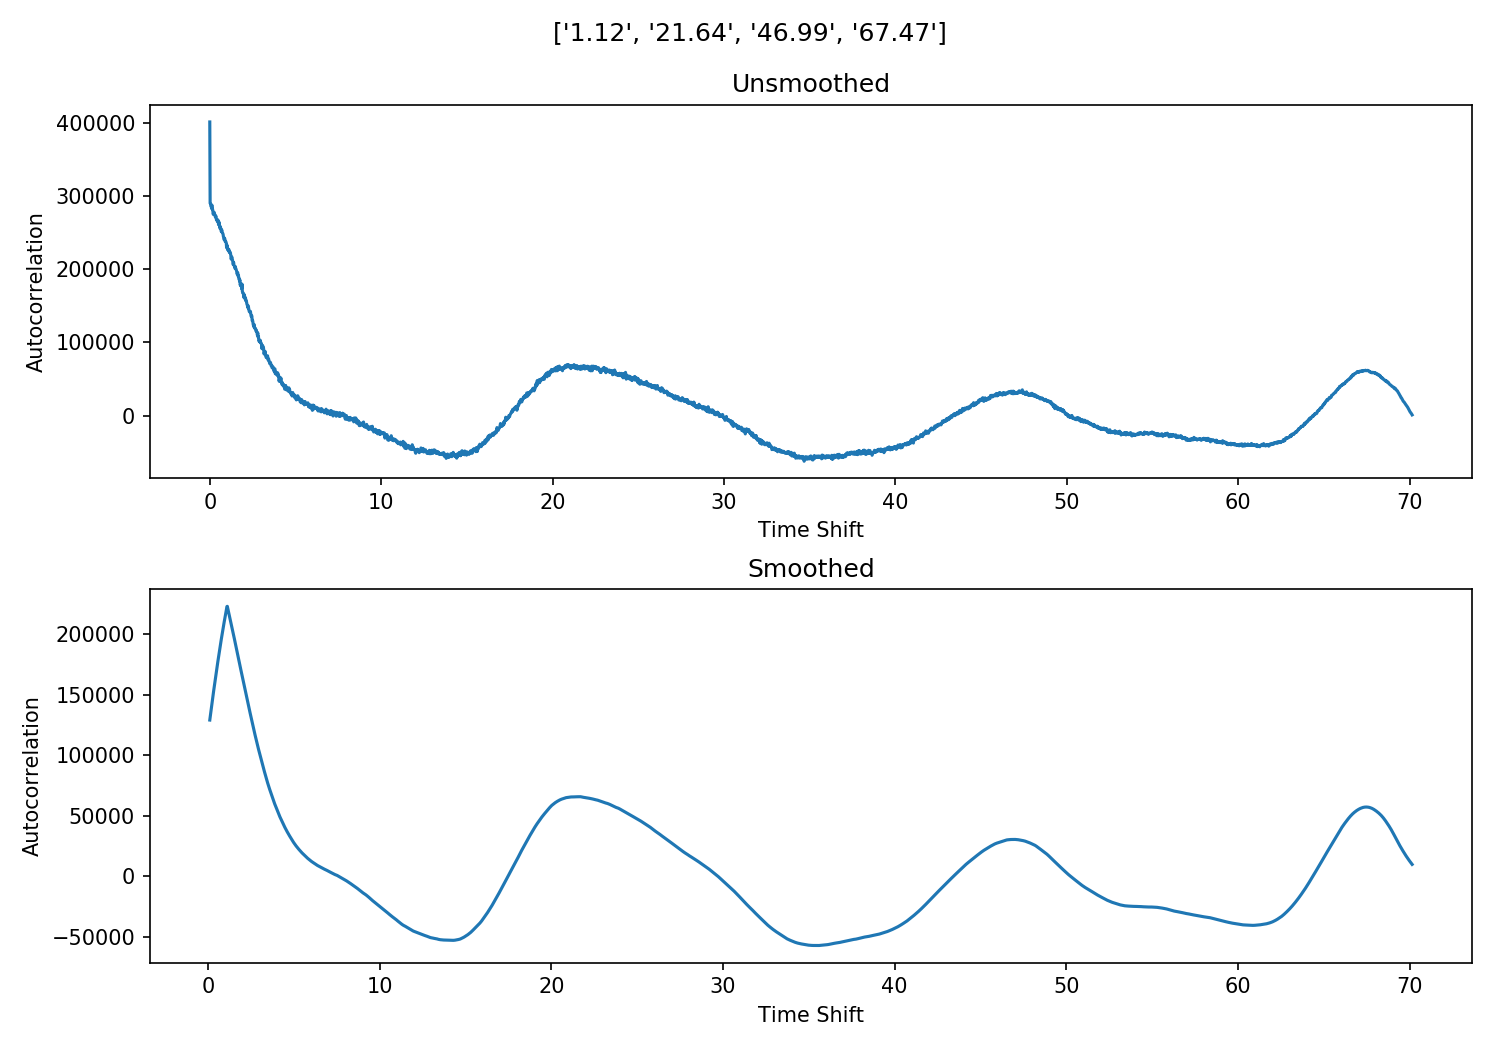 ['1.12', '21.64', '46.99', '67.47']
Unsmoothed
400000
300000
200000
100000
0
Autocorrelation
0 10 20 30 40 50 60 70
Time Shift
Smoothed
200000
150000
100000
50000
0
−50000
Autocorrelation
0 10 20 30 40 50 60 70
Time Shift